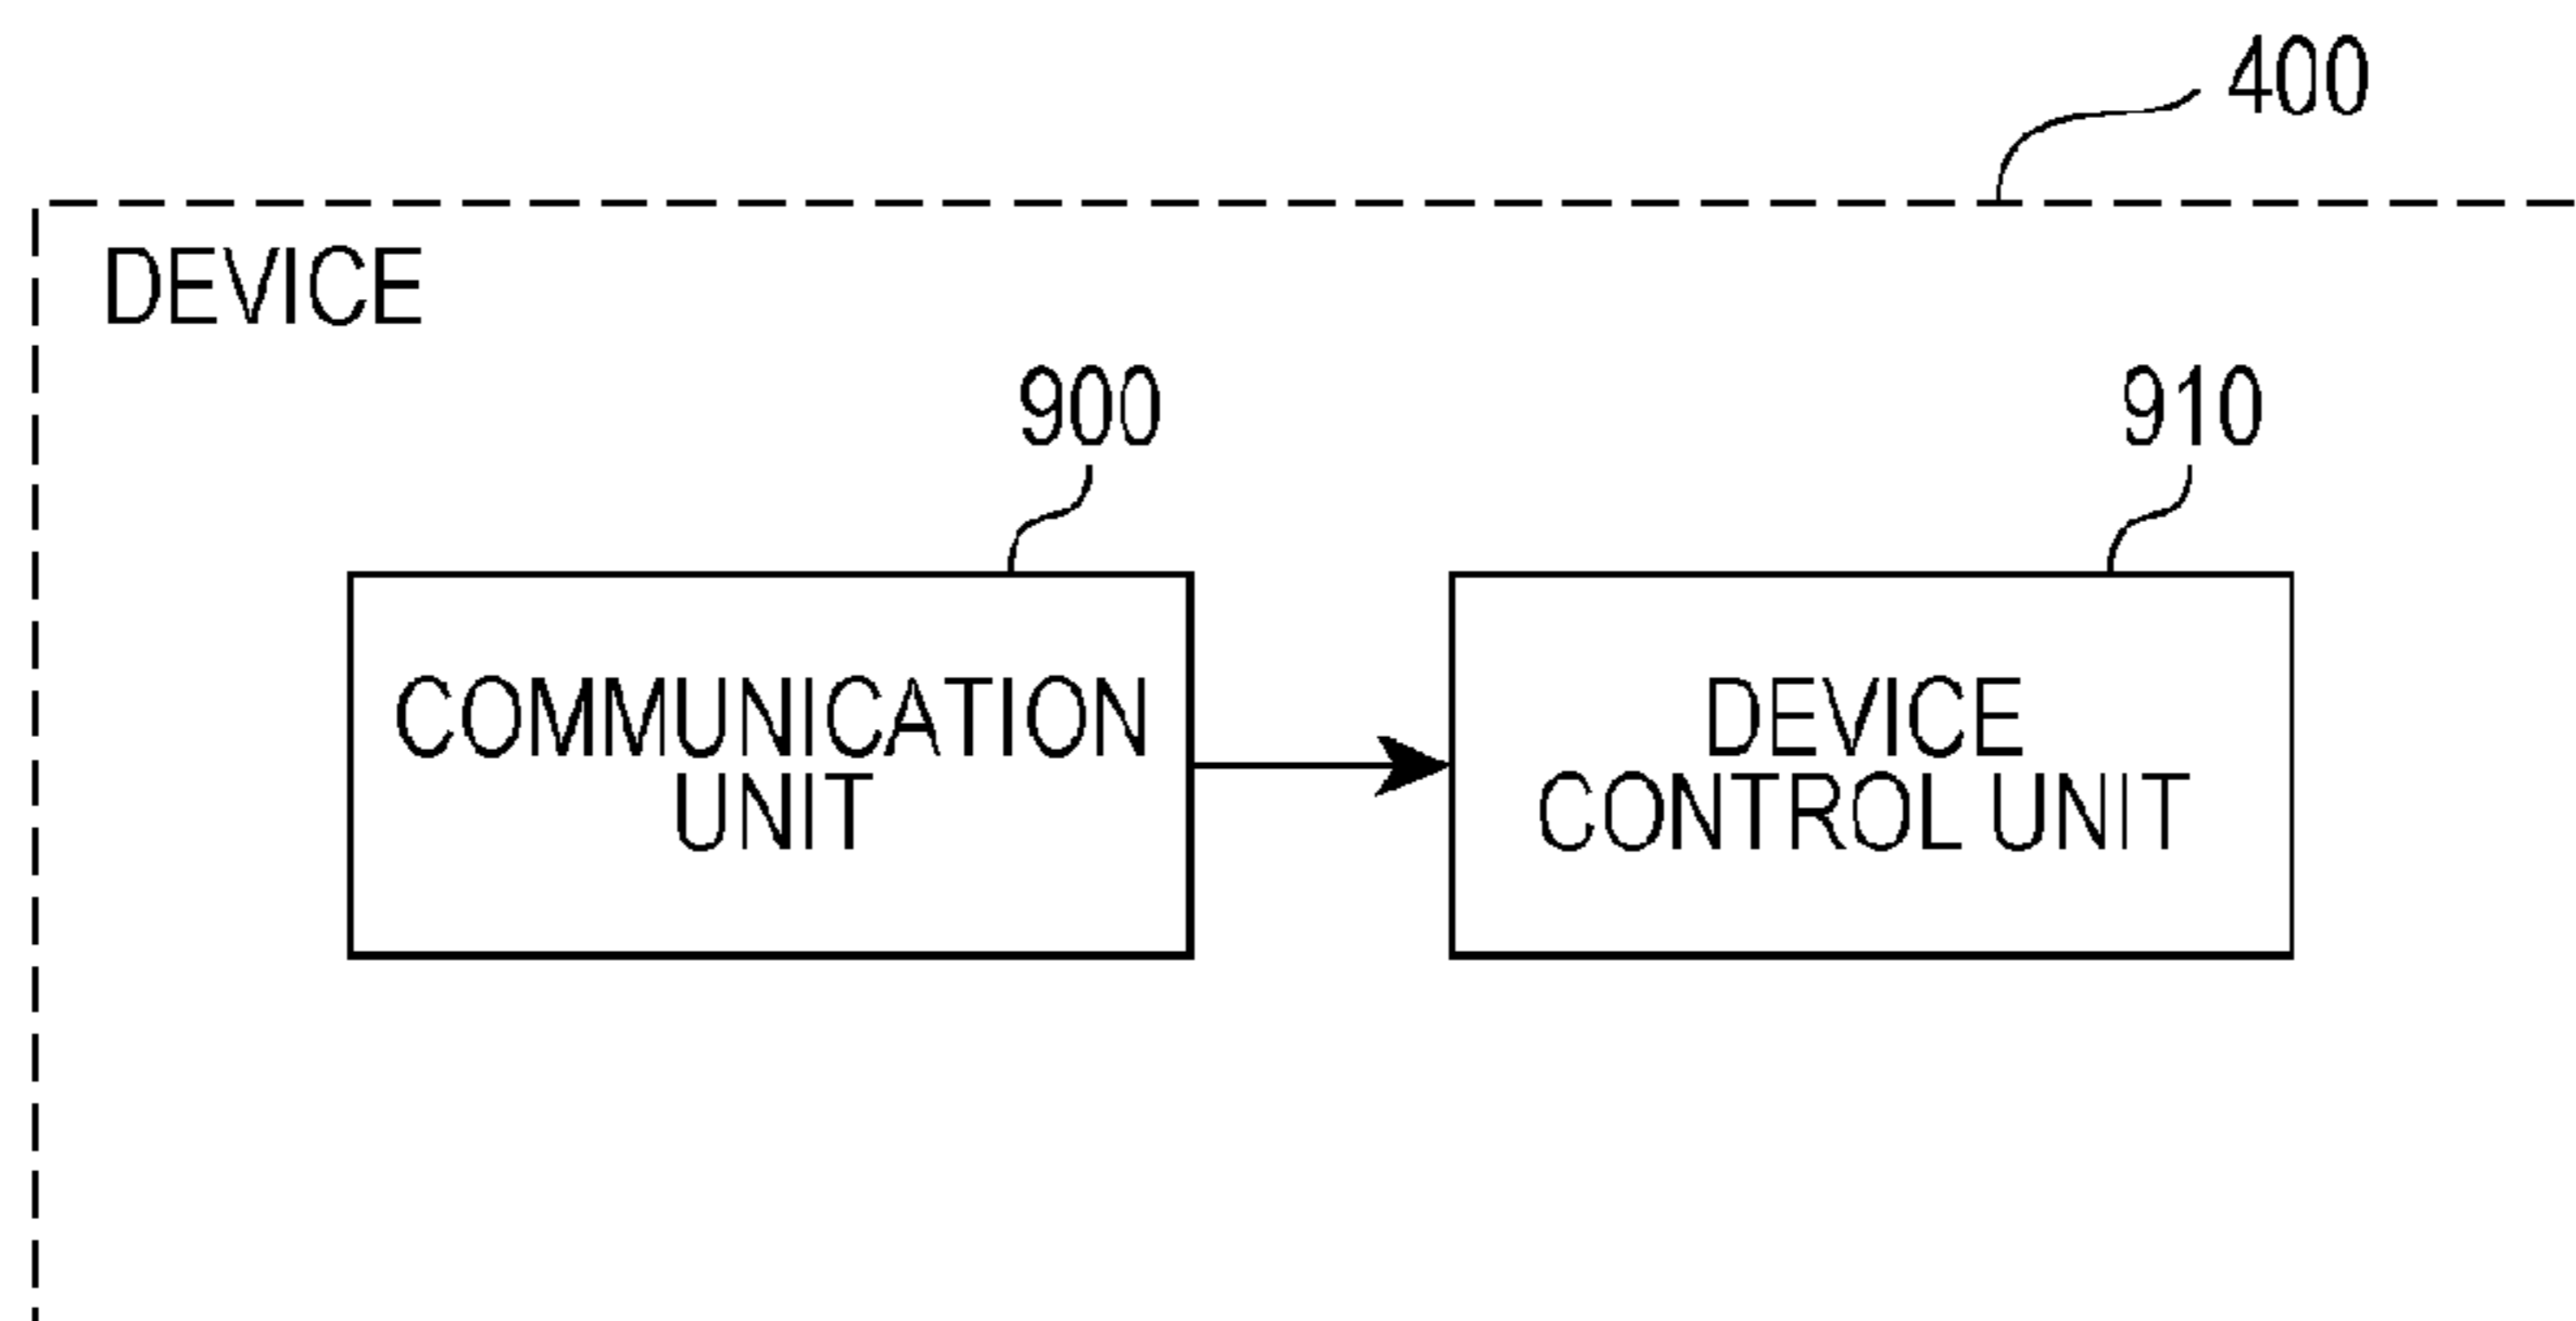 400
DEVICE
900
910
COMMUNICATION
UNIT
DEVICE
CONTROL UNIT